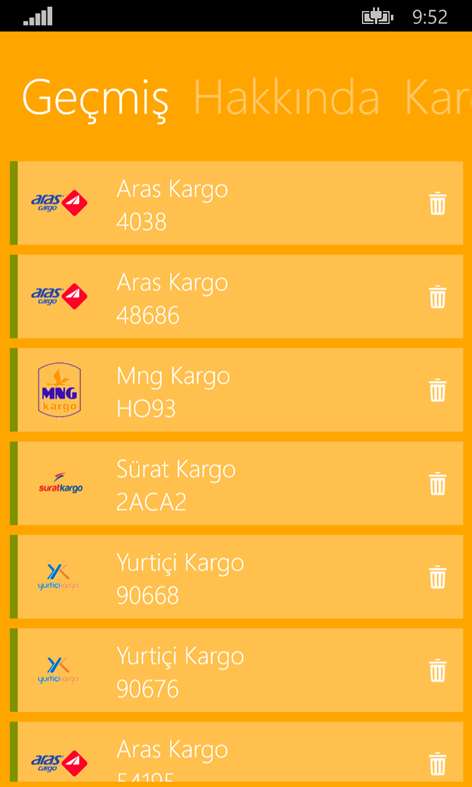 9:52
Geçmiş Hakkında Kar
aras kargo
Aras Kargo
4038
aras kargo
Aras Kargo
48686
MNG
kargo
Mng Kargo
HO93
suratkargo
Sürat Kargo
2ACA2
yurtiçi kargo
Yurtiçi Kargo
90668
yurtiçi kargo
Yurtiçi Kargo
90676
aras kargo
Aras Kargo
54195